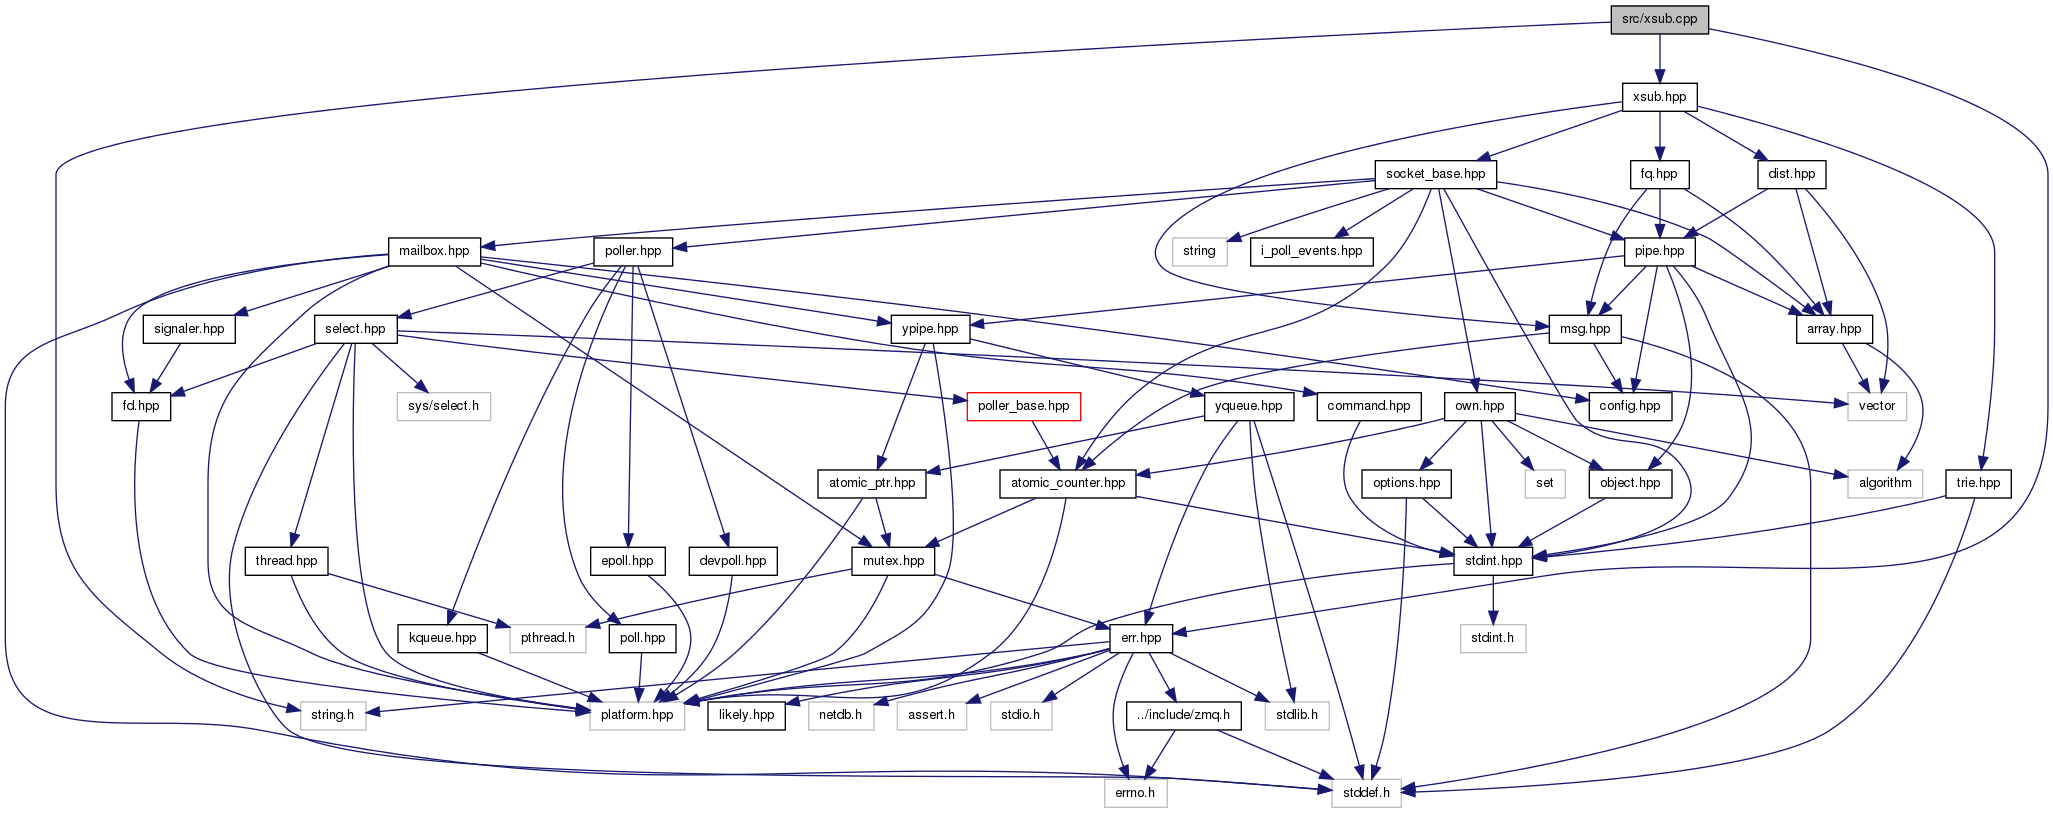 src/xsub.cpp
xsub.hpp
socket_base.hpp
fq.hpp
dist.hpp
mailbox.hpp
poller.hpp
string
i_poll_events.hpp
pipe.hpp
signaler.hpp
select.hpp
ypipe.hpp
msg.hpp
array.hpp
fd.hpp
sys/select.h
poller_base.hpp
yqueue.hpp
command.hpp
own.hpp
config.hpp
vector
atomic_ptr.hpp
atomic_counter.hpp
options.hpp
set
object.hpp
algorithm
trie.hpp
thread.hpp
epoll.hpp
devpoll.hpp
mutex.hpp
stdint.hpp
kqueue.hpp
pthread.h
poll.hpp
err.hpp
stdint.h
string.h
platform.hpp
likely.hpp
netdb.h
assert.h
stdio.h
../include/zmq.h
stdlib.h
errno.h
stddef.h